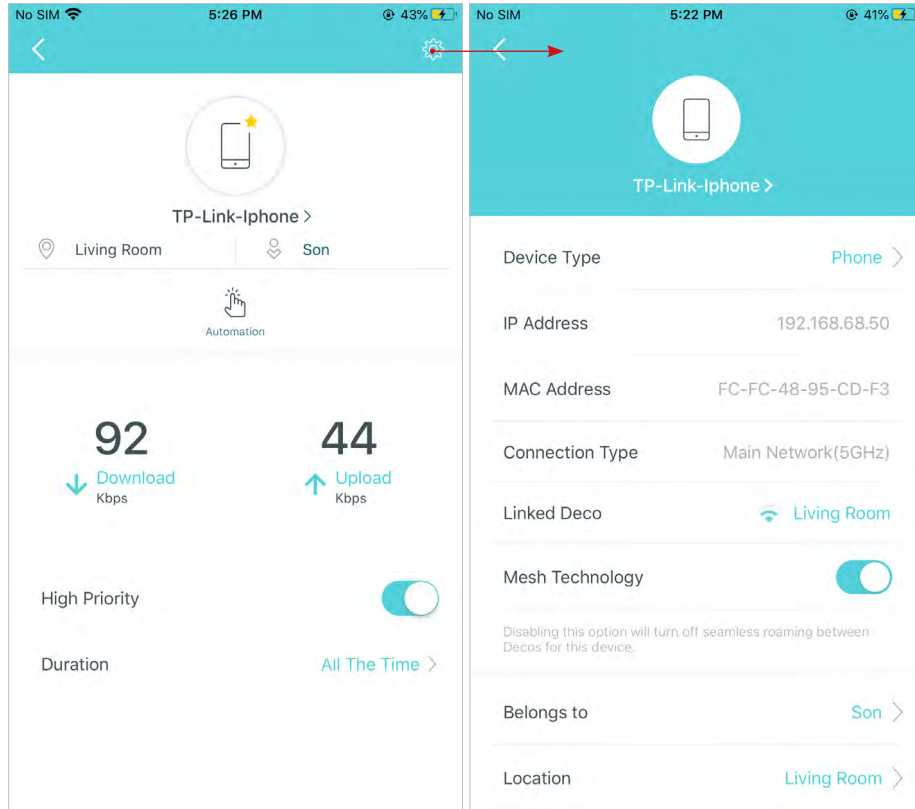 No SIM 5:26 PM 43%
TP-Link-Iphone >
Living Room Son
Automation
92 44
Download Upload
Kbps Kbps
High Priority
Duration All The Time >
No SIM 5:22 PM 41%
TP-Link-Iphone >
Device Type Phone >
IP Address 192.168.68.50
MAC Address FC-FC-48-95-CD-F3
Connection Type Main Network(5GHz)
Linked Deco Living Room
Mesh Technology
Disabling this option will turn off seamless roaming between
Decos for this device.
Belongs to Son >
Location Living Room >